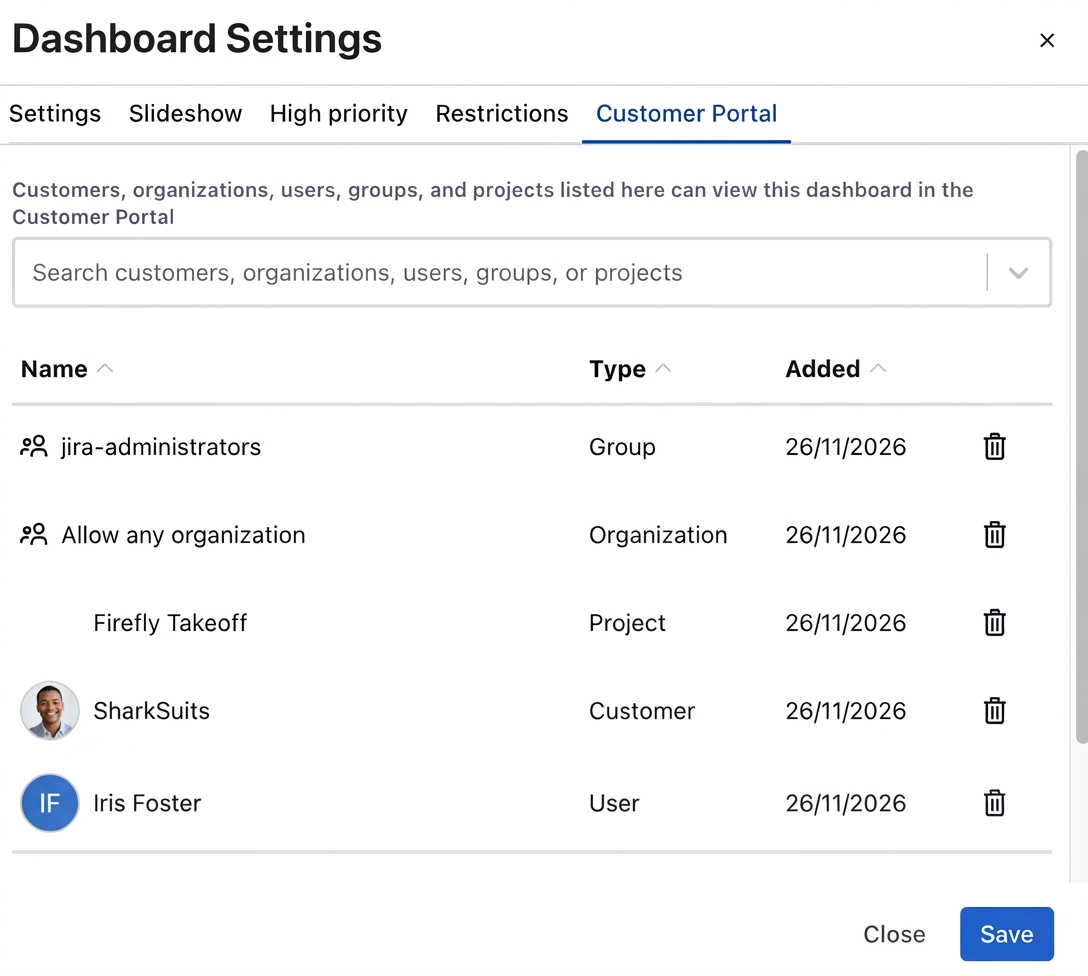 Dashboard Settings
Settings Slideshow High priority Restrictions Customer Portal
Customers, organizations, users, groups, and projects listed here can view this dashboard in the
Customer Portal
Search customers, organizations, users, groups, or projects
Name Type Added
jira-administrators Group 26/11/2026
Allow any organization Organization 26/11/2026
Firefly Takeoff Project 26/11/2026
SharkSuits Customer 26/11/2026
IF Iris Foster User 26/11/2026
Close Save